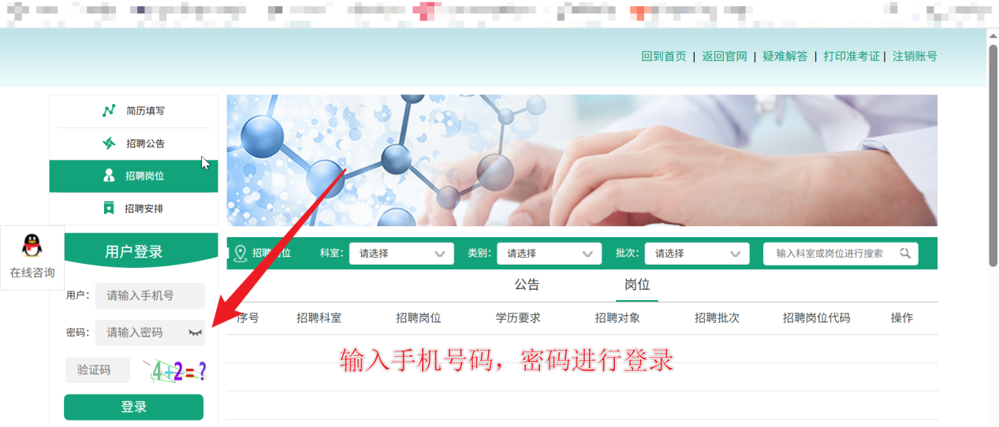 回到首页 | 返回官网 | 疑难解答 | 打印准考证 | 注销账号
简历填写
招聘公告
招聘岗位
招聘安排
在线咨询
用户登录
用户： 请输入手机号
密码： 请输入密码
验证码 4+2=?
登录
招聘岗位 科室： 请选择 类别： 请选择 批次： 请选择 输入科室或岗位进行搜索
公告 岗位
序号 招聘科室 招聘岗位 学历要求 招聘对象 招聘批次 招聘岗位代码 操作
输入手机号码，密码进行登录